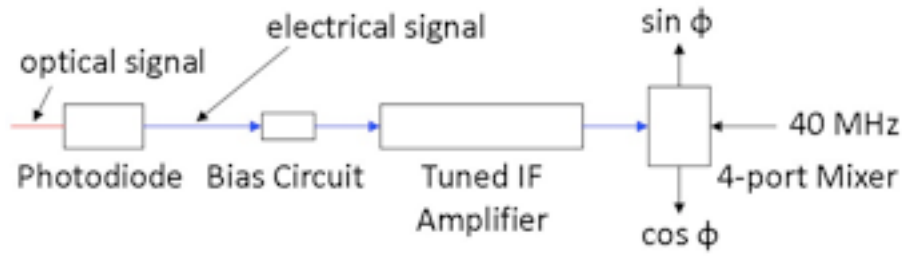 sin ϕ
electrical signal
optical signal
40 MHz
Photodiode
Bias Circuit
Tuned IF
Amplifier
4-port Mixer
cos ϕ